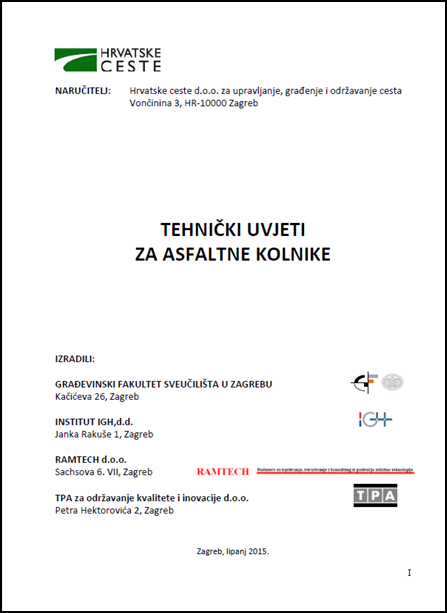 HRVATSKE
CESTE
NARUČITELJ: Hrvatske ceste d.o.o. za upravljanje, građenje i održavanje cesta
Vončinina 3, HR-10000 Zagreb
TEHNIČKI UVJETI
ZA ASFALTNE KOLNIKE
IZRADILI:
GRAĐEVINSKI FAKULTET SVEUČILIŠTA U ZAGREBU
Kačićeva 26, Zagreb
INSTITUT IGH,d.d.
Janka Rakuše 1, Zagreb
IGH
RAMTECH d.o.o.
Sachsova 6. VII, Zagreb
RAMTECH
TPA za održavanje kvalitete i inovacije d.o.o.
Petra Hektorovića 2, Zagreb
TPA
Zagreb, lipanj 2015.
I